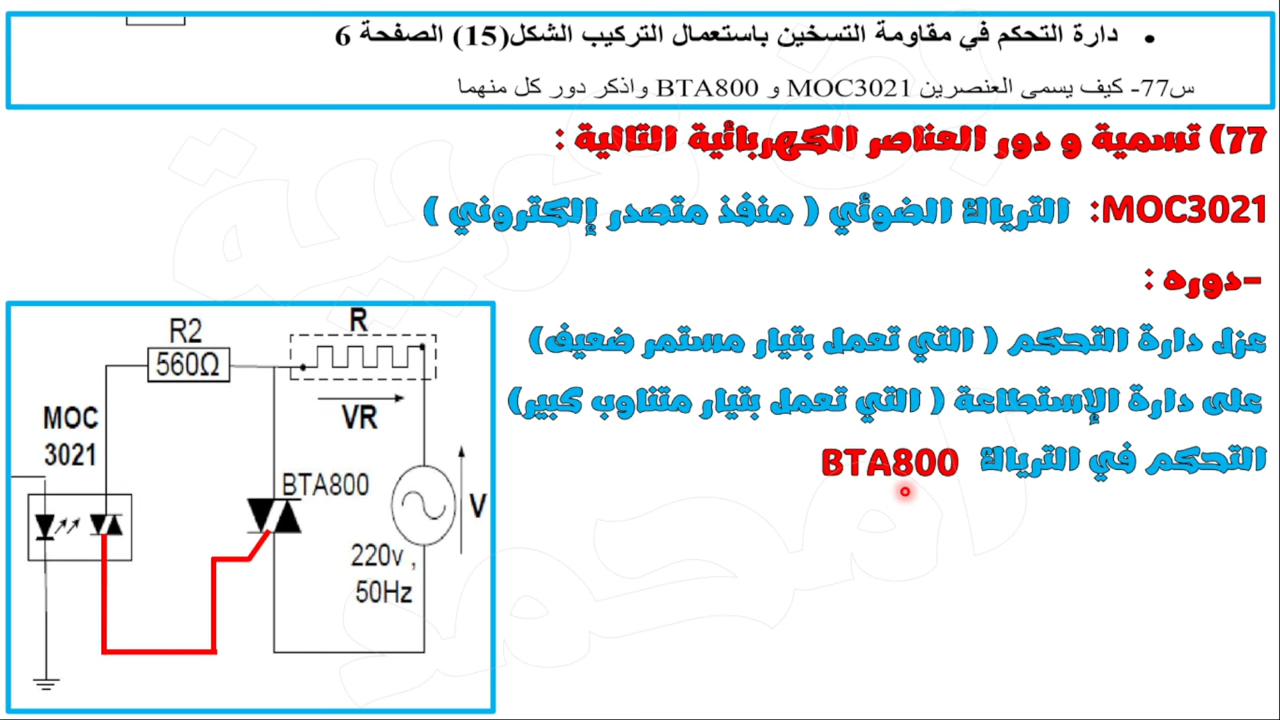 • دارة التحكم في مقاومة التسخين باستعمال التركيب الشكل(15) الصفحة 6
س77- كيف يسمى العنصرين MOC3021 و BTA800 واذكر دور كل منهما
77) تسمية و دور العناصر الكهربائية التالية :
MOC3021: الترياك الضوئي ( منفذ متصدر إلكتروني )
-دوره :
عزل دارة التحكم ( التي تعمل بتيار مستمر ضعيف)
على دارة الإستطاعة ( التي تعمل بتيار متناوب كبير)
التحكم في الترياك BTA800
R
R2
560Ω
VR
MOC
3021
BTA800
V
220v ,
50Hz